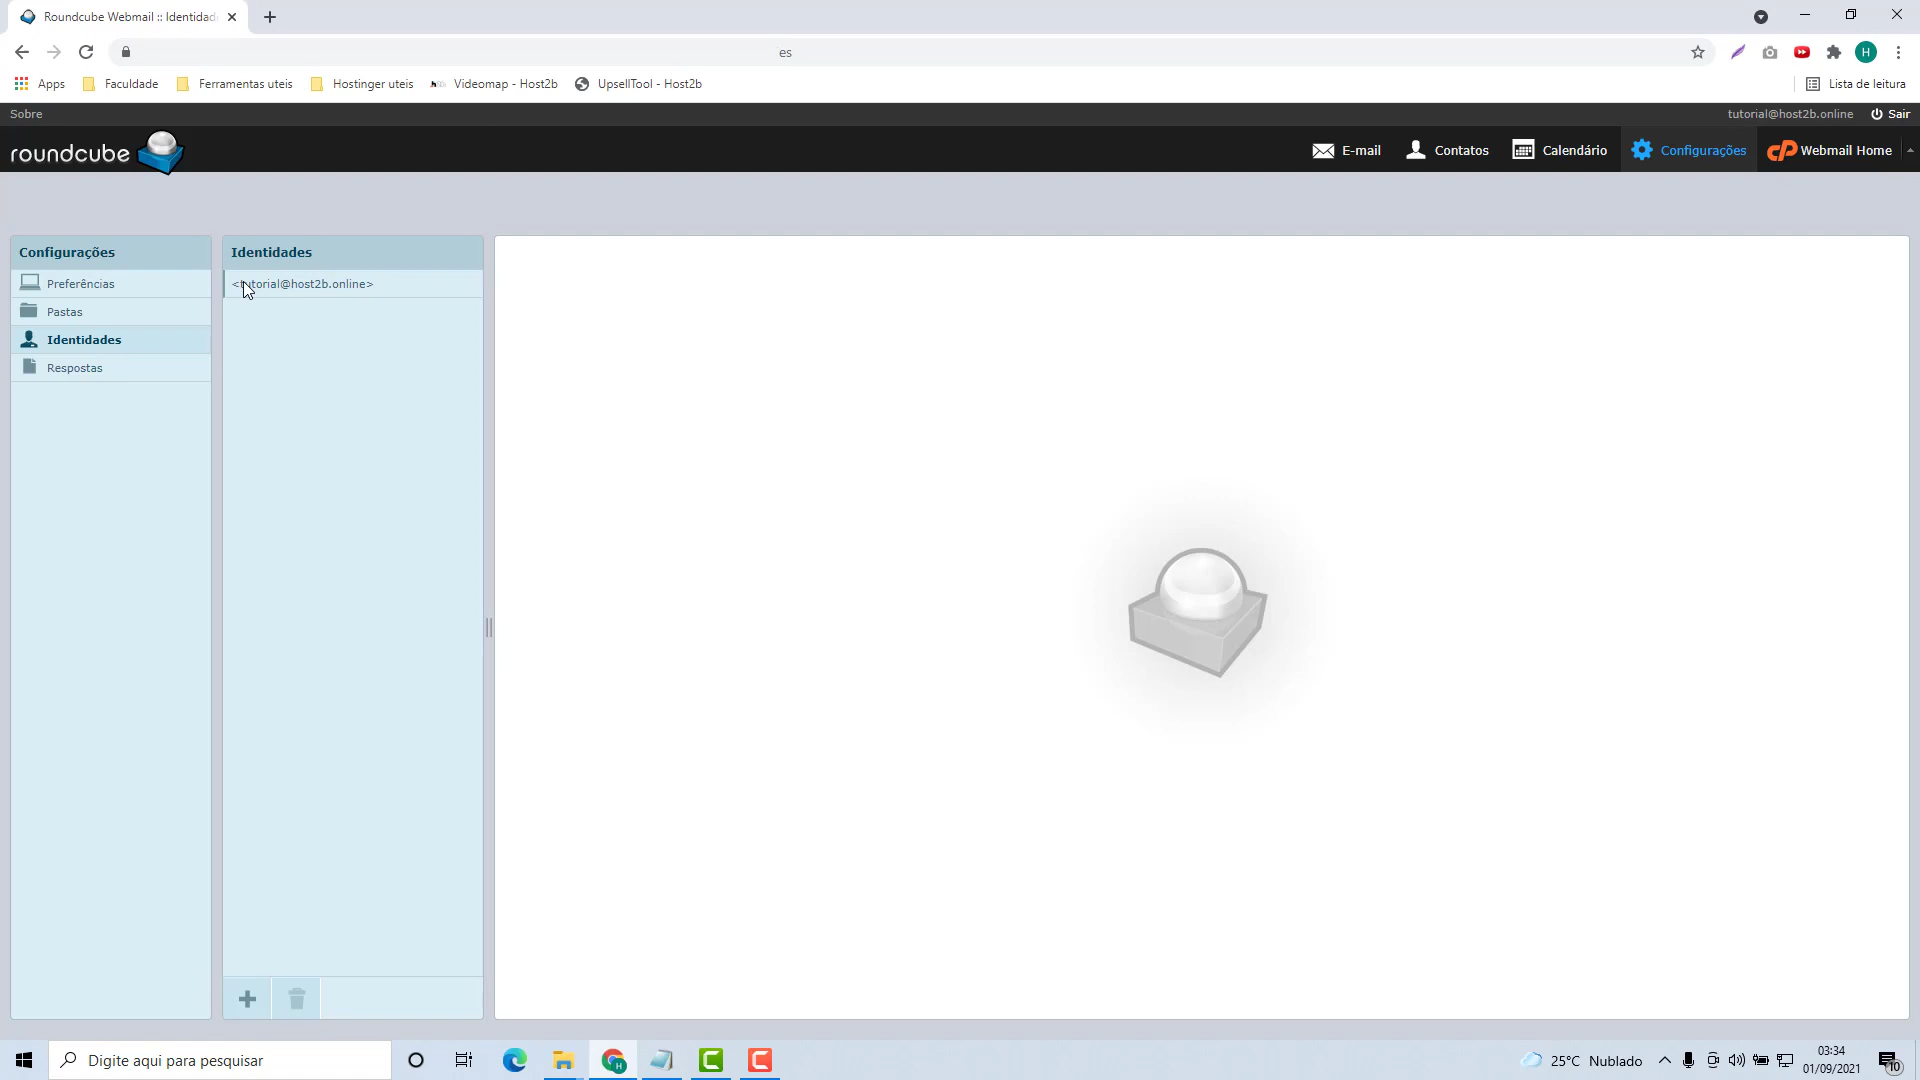 Roundcube Webmail :: Identidad
es
Apps
Faculdade
Ferramentas uteis
Hostinger uteis
Videomap - Host2b
UpsellTool - Host2b
Lista de leitura
H
Sobre
tutorial@host2b.online
Sair
roundcube
E-mail
Contatos
Calendário
Configurações
cP Webmail Home
Configurações
Preferências
Pastas
Identidades
Respostas
Identidades
<tutorial@host2b.online>
Digite aqui para pesquisar
25°C Nublado
03:34
01/09/2021
10